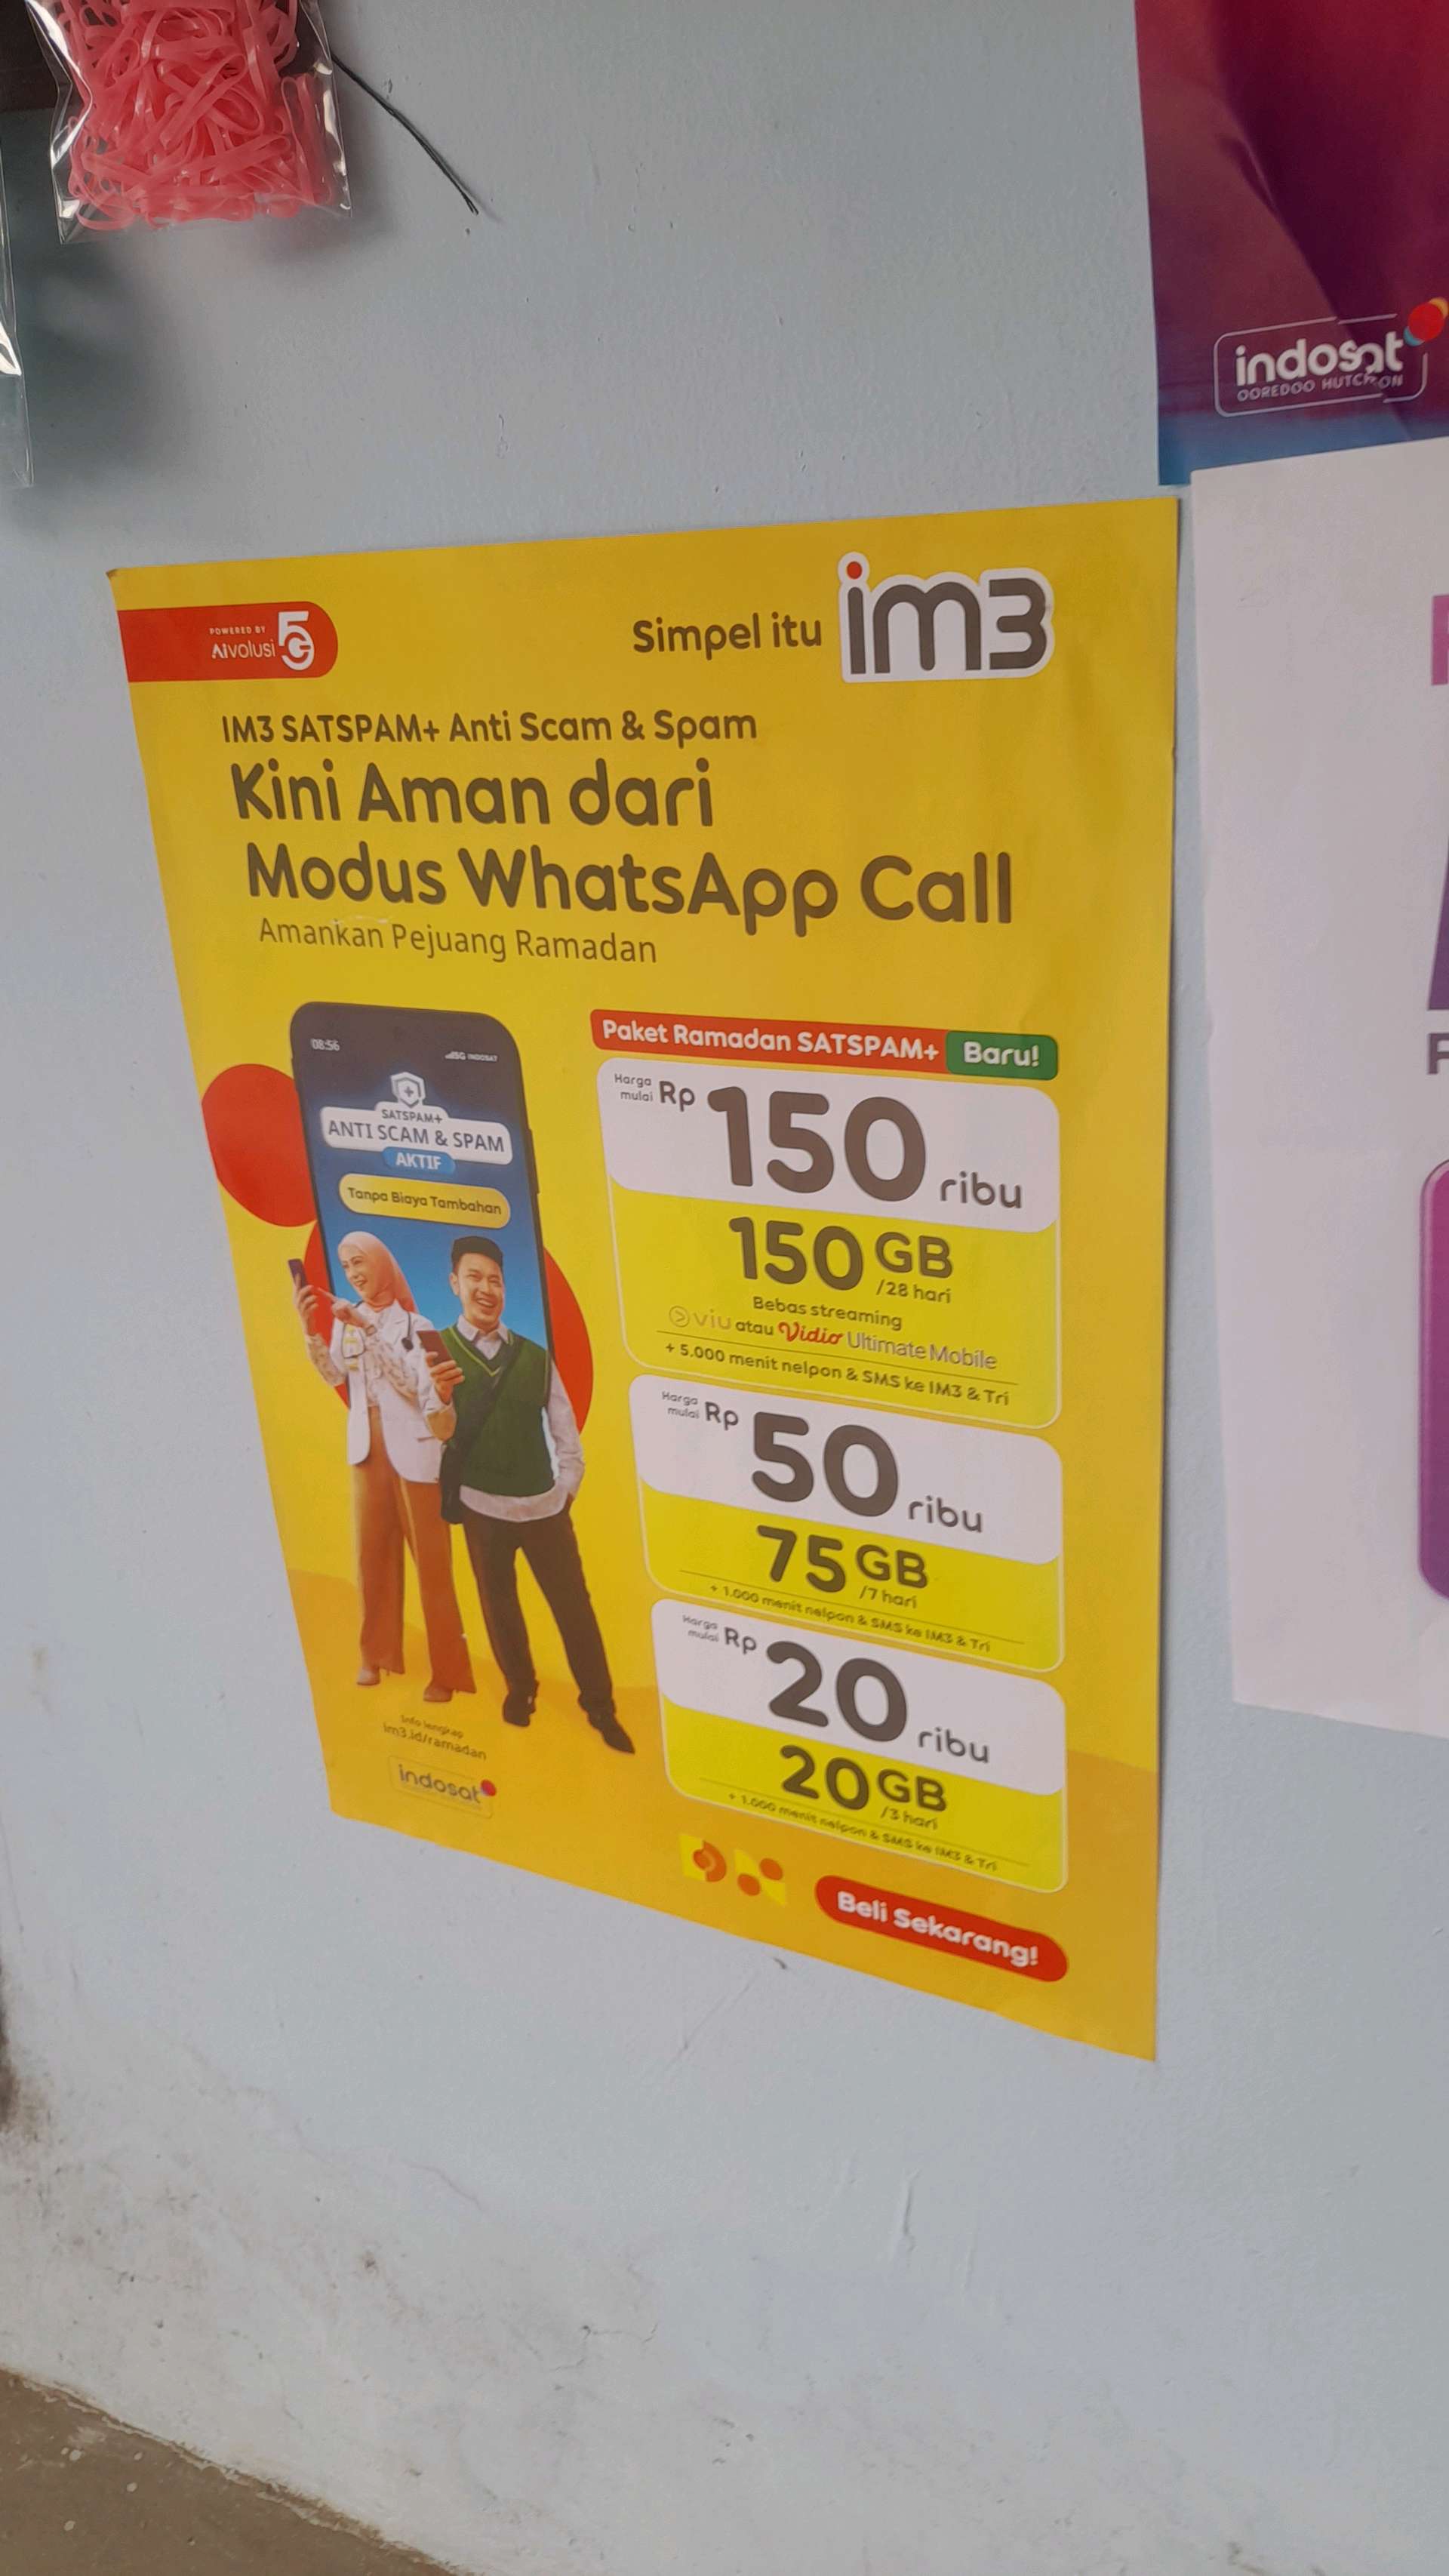 indosat
OOREDOO HUTCHISON
POWERED BY
AIvolusi 5G
Simpel itu im3
IM3 SATSPAM+ Anti Scam & Spam
Kini Aman dari
Modus WhatsApp Call
Amankan Pejuang Ramadan
08:56
5G INDOSAT
SATSPAM+
ANTI SCAM & SPAM
AKTIF
Tanpa Biaya Tambahan
Paket Ramadan SATSPAM+ Baru!
Harga mulai Rp 150 ribu
150 GB
/28 hari
Bebas streaming
viu atau Vidio Ultimate Mobile
+ 5.000 menit nelpon & SMS ke IM3 & Tri
Harga mulai Rp 50 ribu
75 GB
/7 hari
+ 1.000 menit nelpon & SMS ke IM3 & Tri
Harga mulai Rp 20 ribu
20 GB
/3 hari
+ 1.000 menit nelpon & SMS ke IM3 & Tri
Info lengkap
im3.id/ramadan
indosat
Beli Sekarang!